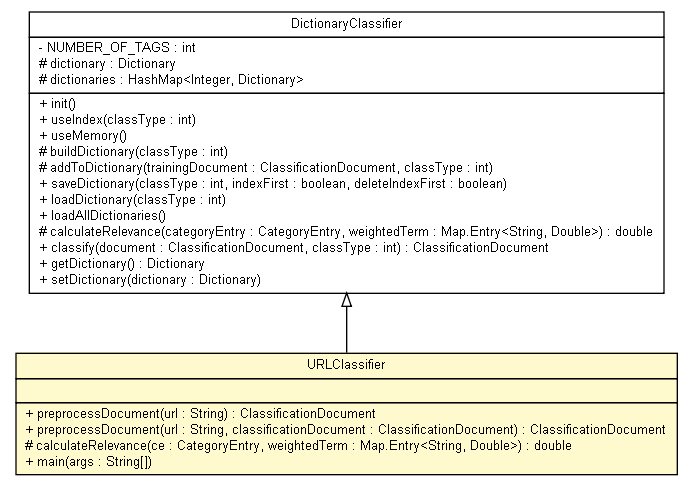 DictionaryClassifier
- NUMBER_OF_TAGS : int
# dictionary : Dictionary
# dictionaries : HashMap<Integer, Dictionary>
+ init()
+ useIndex(classType : int)
+ useMemory()
# buildDictionary(classType : int)
# addToDictionary(trainingDocument : ClassificationDocument, classType : int)
+ saveDictionary(classType : int, indexFirst : boolean, deleteIndexFirst : boolean)
+ loadDictionary(classType : int)
+ loadAllDictionaries()
# calculateRelevance(categoryEntry : CategoryEntry, weightedTerm : Map.Entry<String, Double>) : double
+ classify(document : ClassificationDocument, classType : int) : ClassificationDocument
+ getDictionary() : Dictionary
+ setDictionary(dictionary : Dictionary)
URLClassifier
+ preprocessDocument(url : String) : ClassificationDocument
+ preprocessDocument(url : String, classificationDocument : ClassificationDocument) : ClassificationDocument
# calculateRelevance(ce : CategoryEntry, weightedTerm : Map.Entry<String, Double>) : double
+ main(args : String[])